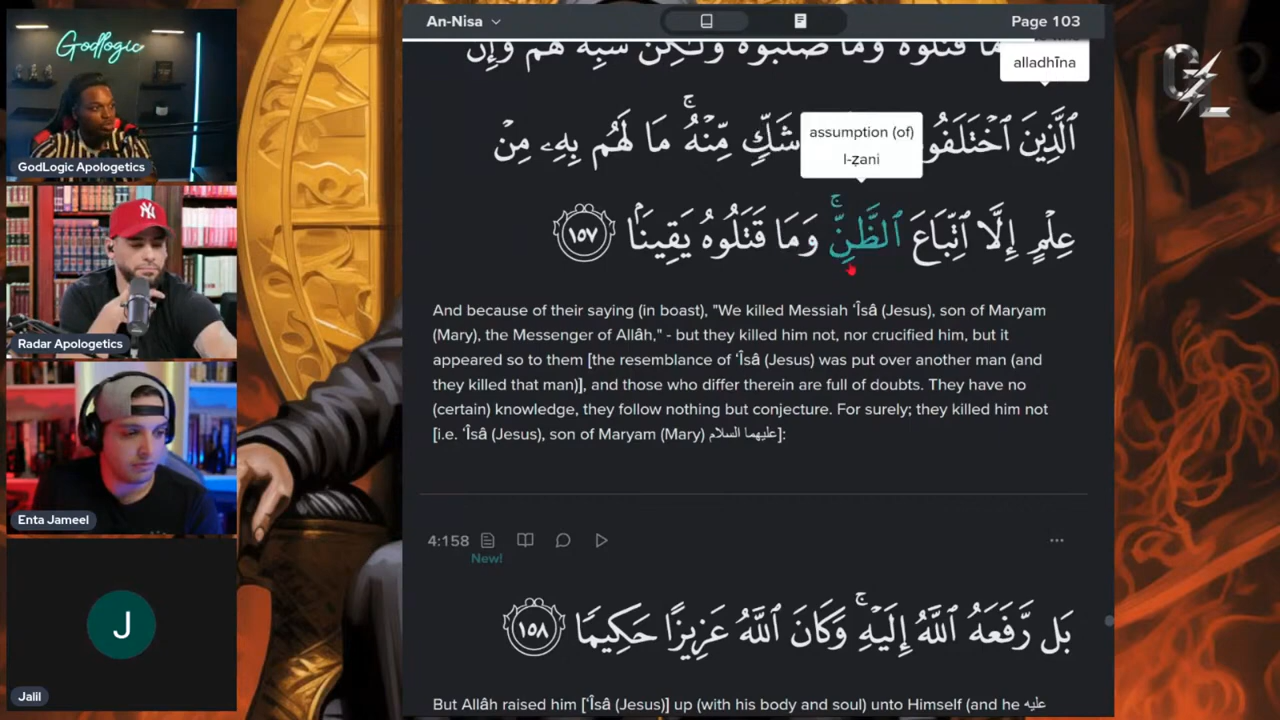 Godlogic
GodLogic Apologetics
Radar Apologetics
Enta Jameel
J
Jalil
An-Nisa
Page 103
وَمَا قَتَلُوهُ وَمَا صَلَبُوهُ وَلَٰكِن شُبِّهَ لَهُمْ وَإِنَّ
alladhīna
ٱلَّذِينَ ٱخْتَلَفُو شَكٍّ مِّنْهُ ۚ مَا لَهُم بِهِۦ مِنْ
assumption (of)
l-ẓani
عِلْمٍ إِلَّا ٱتِّبَاعَ ٱلظَّنِّ ۚ وَمَا قَتَلُوهُ يَقِينًۢا ١٥٧
And because of their saying (in boast), "We killed Messiah ‘Îsâ (Jesus), son of Maryam
(Mary), the Messenger of Allâh," - but they killed him not, nor crucified him, but it
appeared so to them [the resemblance of ‘Îsâ (Jesus) was put over another man (and
they killed that man)], and those who differ therein are full of doubts. They have no
(certain) knowledge, they follow nothing but conjecture. For surely; they killed him not
[i.e. ‘Îsâ (Jesus), son of Maryam (Mary) عليهما السلام]:
4:158
New!
بَل رَّفَعَهُ ٱللَّهُ إِلَيْهِ ۚ وَكَانَ ٱللَّهُ عَزِيزًا حَكِيمًا ١٥٨
But Allâh raised him [‘Îsâ (Jesus)] up (with his body and soul) unto Himself (and he عليه
GL